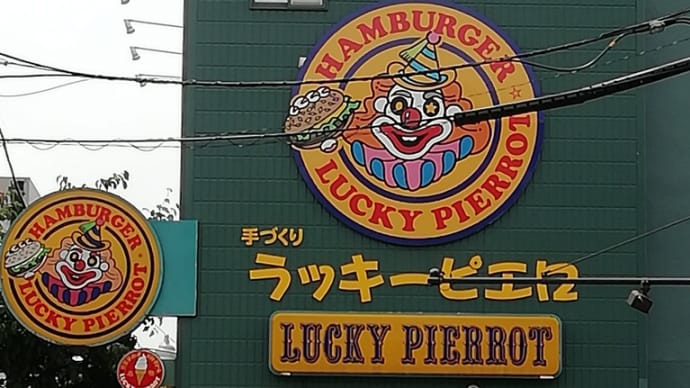 HAMBURGER
LUCKY PIERROT
手づくり
ラッキーピエロ
LUCKY PIERROT
HAMBURGER
LUCKY PIERROT